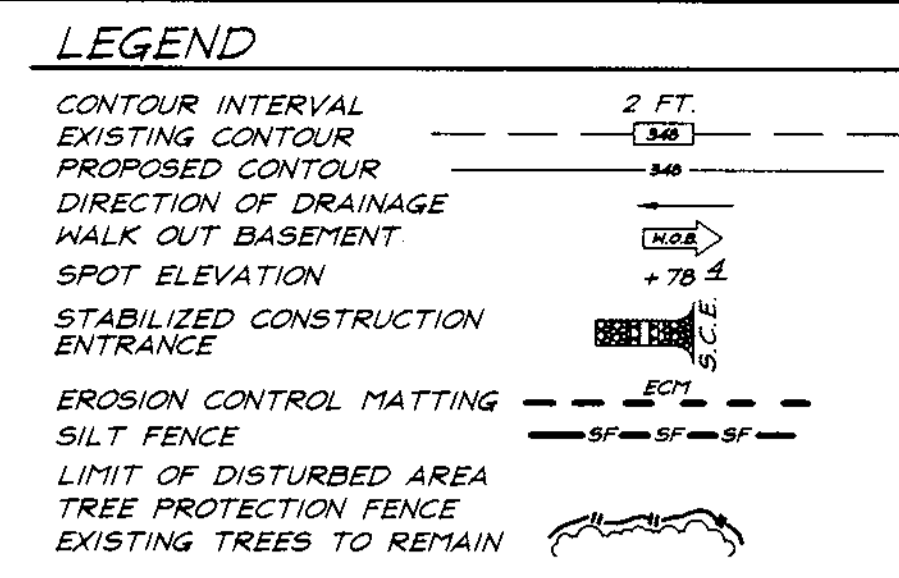 LEGEND
CONTOUR INTERVAL 2 FT.
EXISTING CONTOUR 348
PROPOSED CONTOUR 348
DIRECTION OF DRAINAGE
WALK OUT BASEMENT W.O.B.
SPOT ELEVATION + 78 4
STABILIZED CONSTRUCTION
ENTRANCE S.C.E.
EROSION CONTROL MATTING ECM
SILT FENCE SF SF SF
LIMIT OF DISTURBED AREA
TREE PROTECTION FENCE
EXISTING TREES TO REMAIN